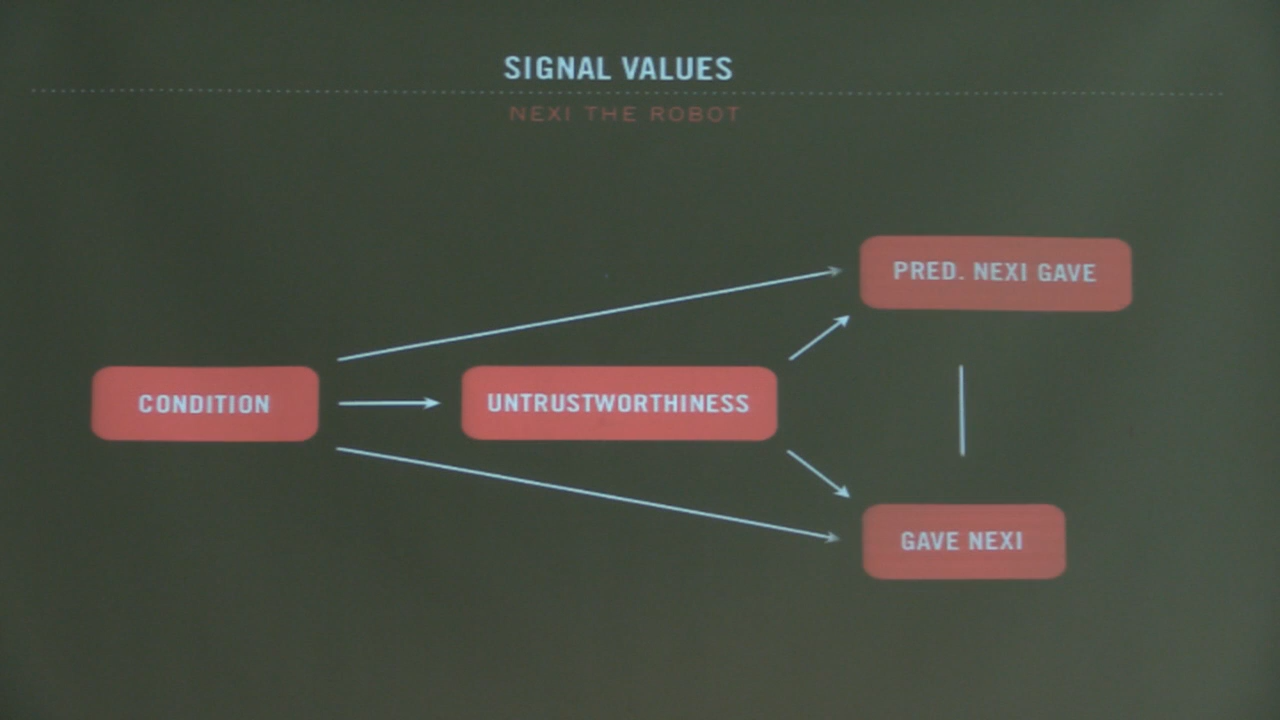 SIGNAL VALUES
NEXI THE ROBOT
PRED. NEXI GAVE
CONDITION
UNTRUSTWORTHINESS
GAVE NEXI